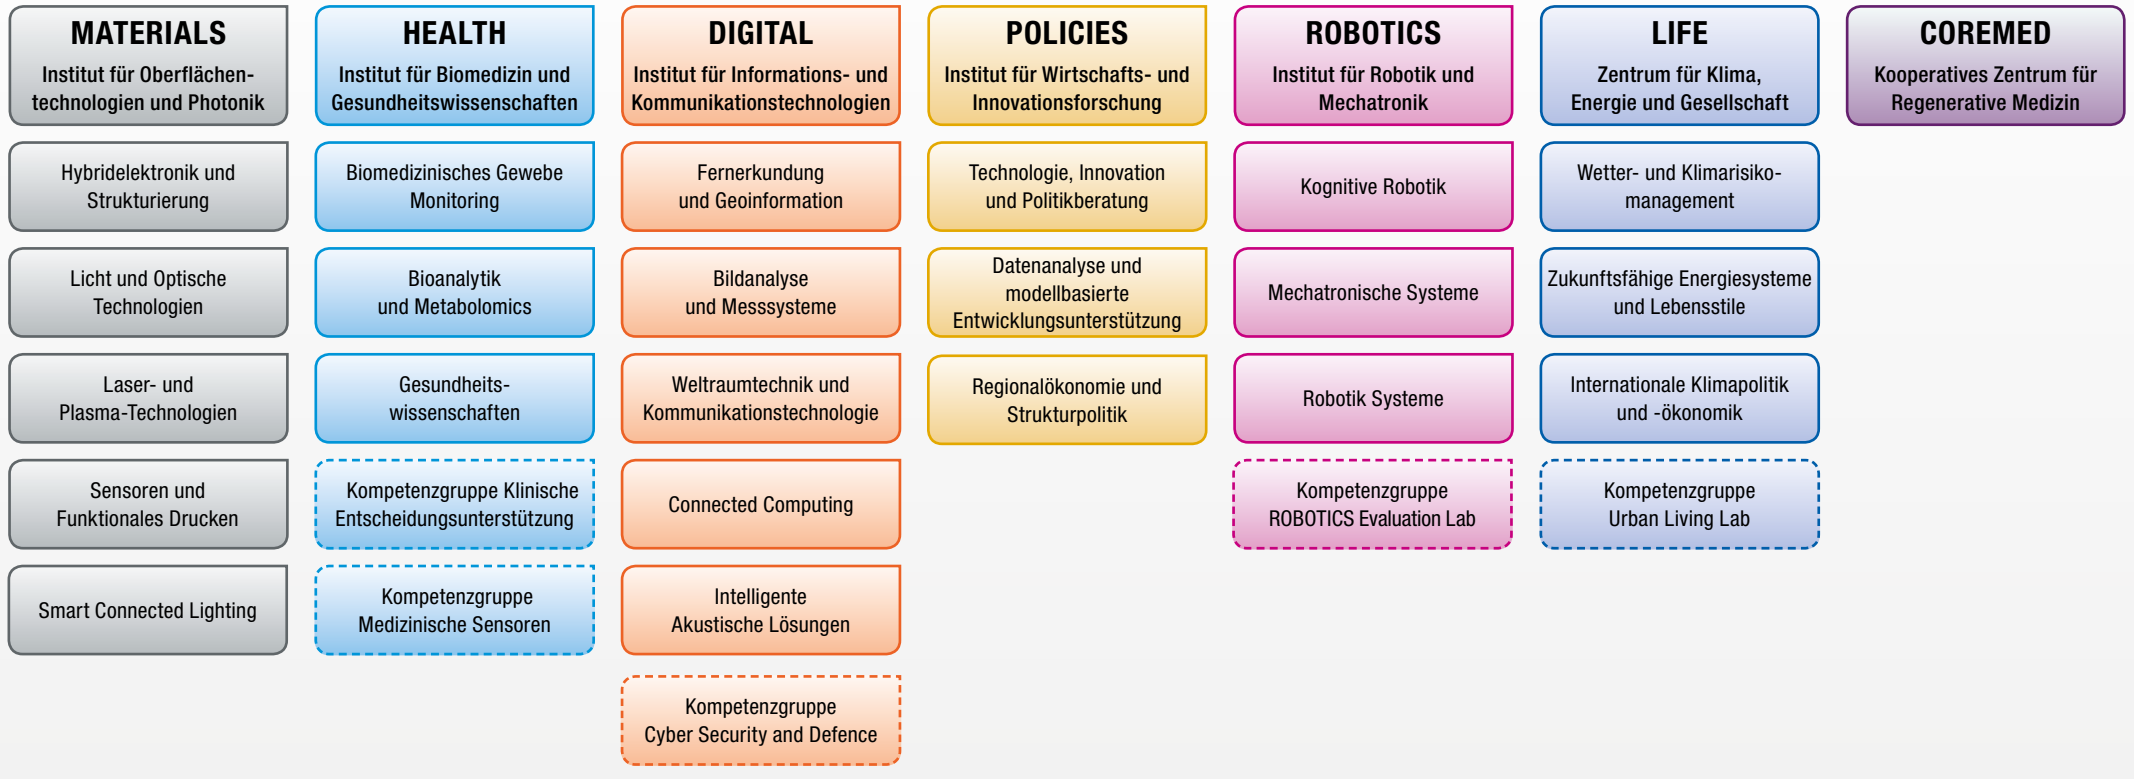 MATERIALS
Institut für Oberflächen-
technologien und Photonik
Hybridelektronik und
Strukturierung
Licht und Optische
Technologien
Laser- und
Plasma-Technologien
Sensoren und
Funktionales Drucken
Smart Connected Lighting
HEALTH
Institut für Biomedizin und
Gesundheitswissenschaften
Biomedizinisches Gewebe
Monitoring
Bioanalytik
und Metabolomics
Gesundheits-
wissenschaften
Kompetenzgruppe Klinische
Entscheidungsunterstützung
Kompetenzgruppe
Medizinische Sensoren
DIGITAL
Institut für Informations- und
Kommunikationstechnologien
Fernerkundung
und Geoinformation
Bildanalyse
und Messsysteme
Weltraumtechnik und
Kommunikationstechnologie
Connected Computing
Intelligente
Akustische Lösungen
Kompetenzgruppe
Cyber Security and Defence
POLICIES
Institut für Wirtschafts- und
Innovationsforschung
Technologie, Innovation
und Politikberatung
Datenanalyse und
modellbasierte
Entwicklungsunterstützung
Regionalökonomie und
Strukturpolitik
ROBOTICS
Institut für Robotik und
Mechatronik
Kognitive Robotik
Mechatronische Systeme
Robotik Systeme
Kompetenzgruppe
ROBOTICS Evaluation Lab
LIFE
Zentrum für Klima,
Energie und Gesellschaft
Wetter- und Klimarisiko-
management
Zukunftsfähige Energiesysteme
und Lebensstile
Internationale Klimapolitik
und -ökonomik
Kompetenzgruppe
Urban Living Lab
COREMED
Kooperatives Zentrum für
Regenerative Medizin